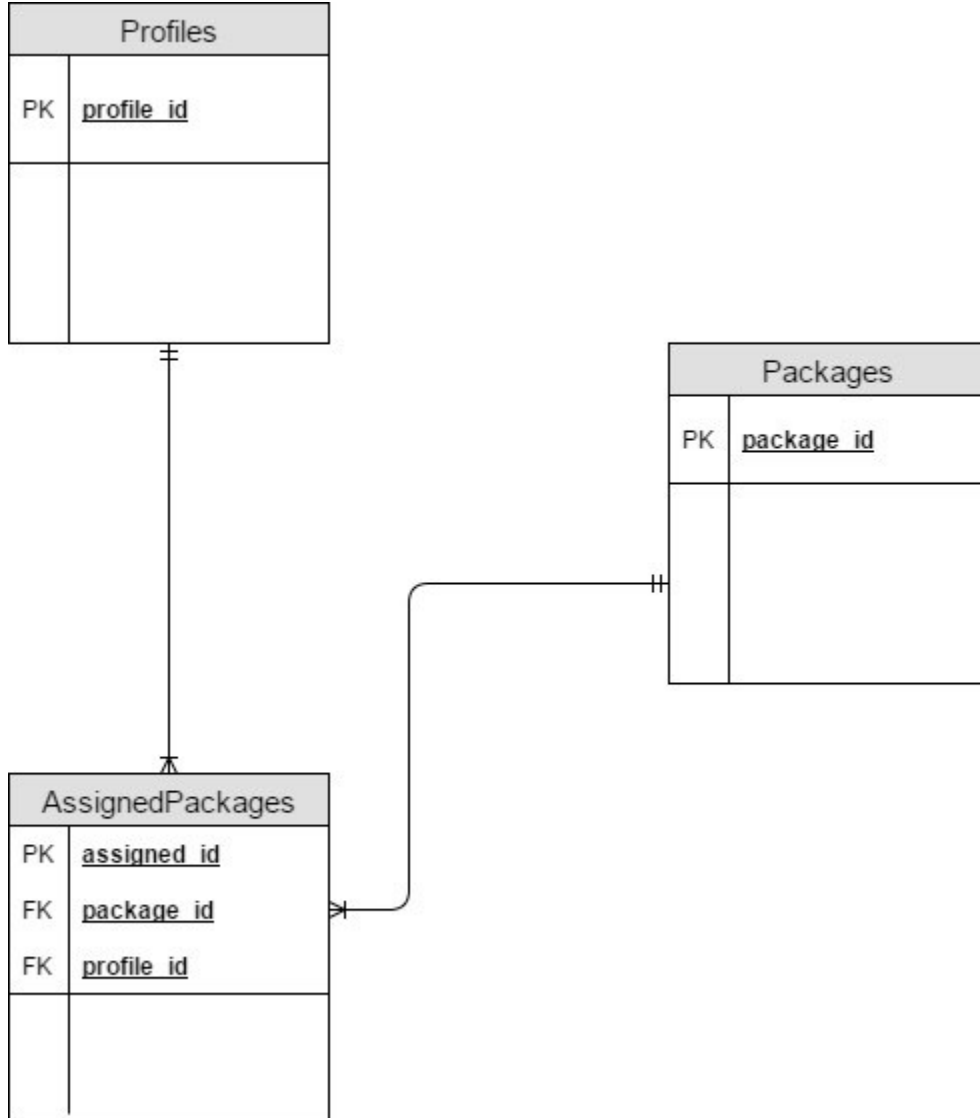 Profiles
PK profile_id
Packages
PK package_id
AssignedPackages
PK assigned_id
FK package_id
FK profile_id